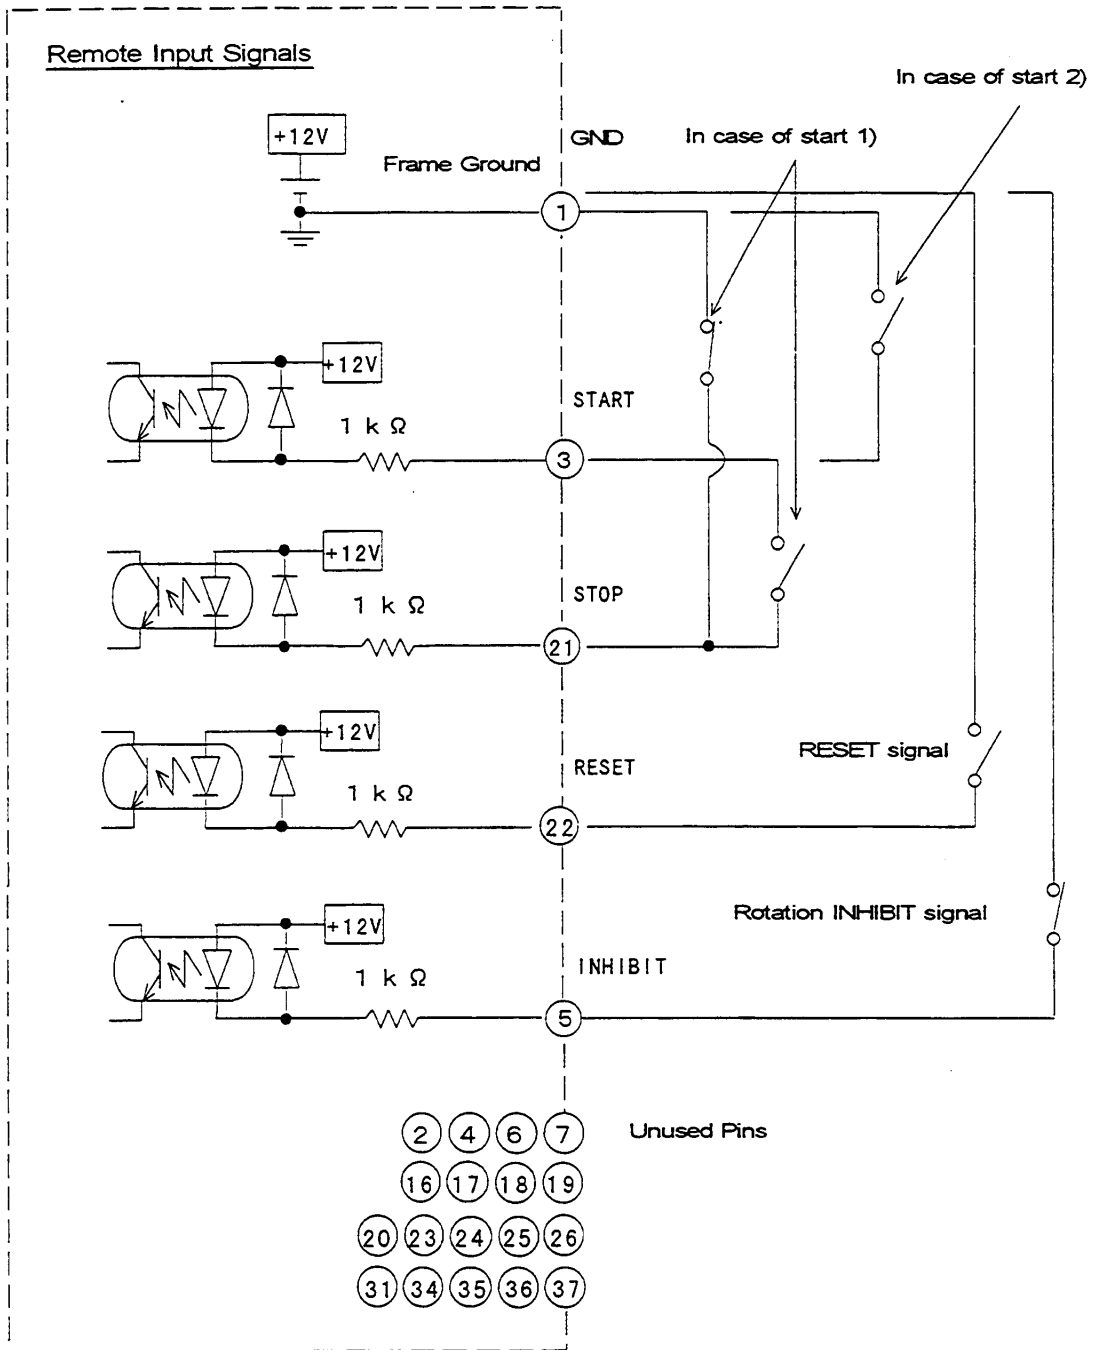 Remote Input Signals
In case of start 2)
+12V
GND
In case of start 1)
Frame Ground
1
+12V
START
1 k Ω
3
+12V
STOP
1 k Ω
21
+12V
RESET signal
RESET
1 k Ω
22
Rotation INHIBIT signal
+12V
INHIBIT
1 k Ω
5
2 4 6 7 Unused Pins
16 17 18 19
20 23 24 25 26
31 34 35 36 37